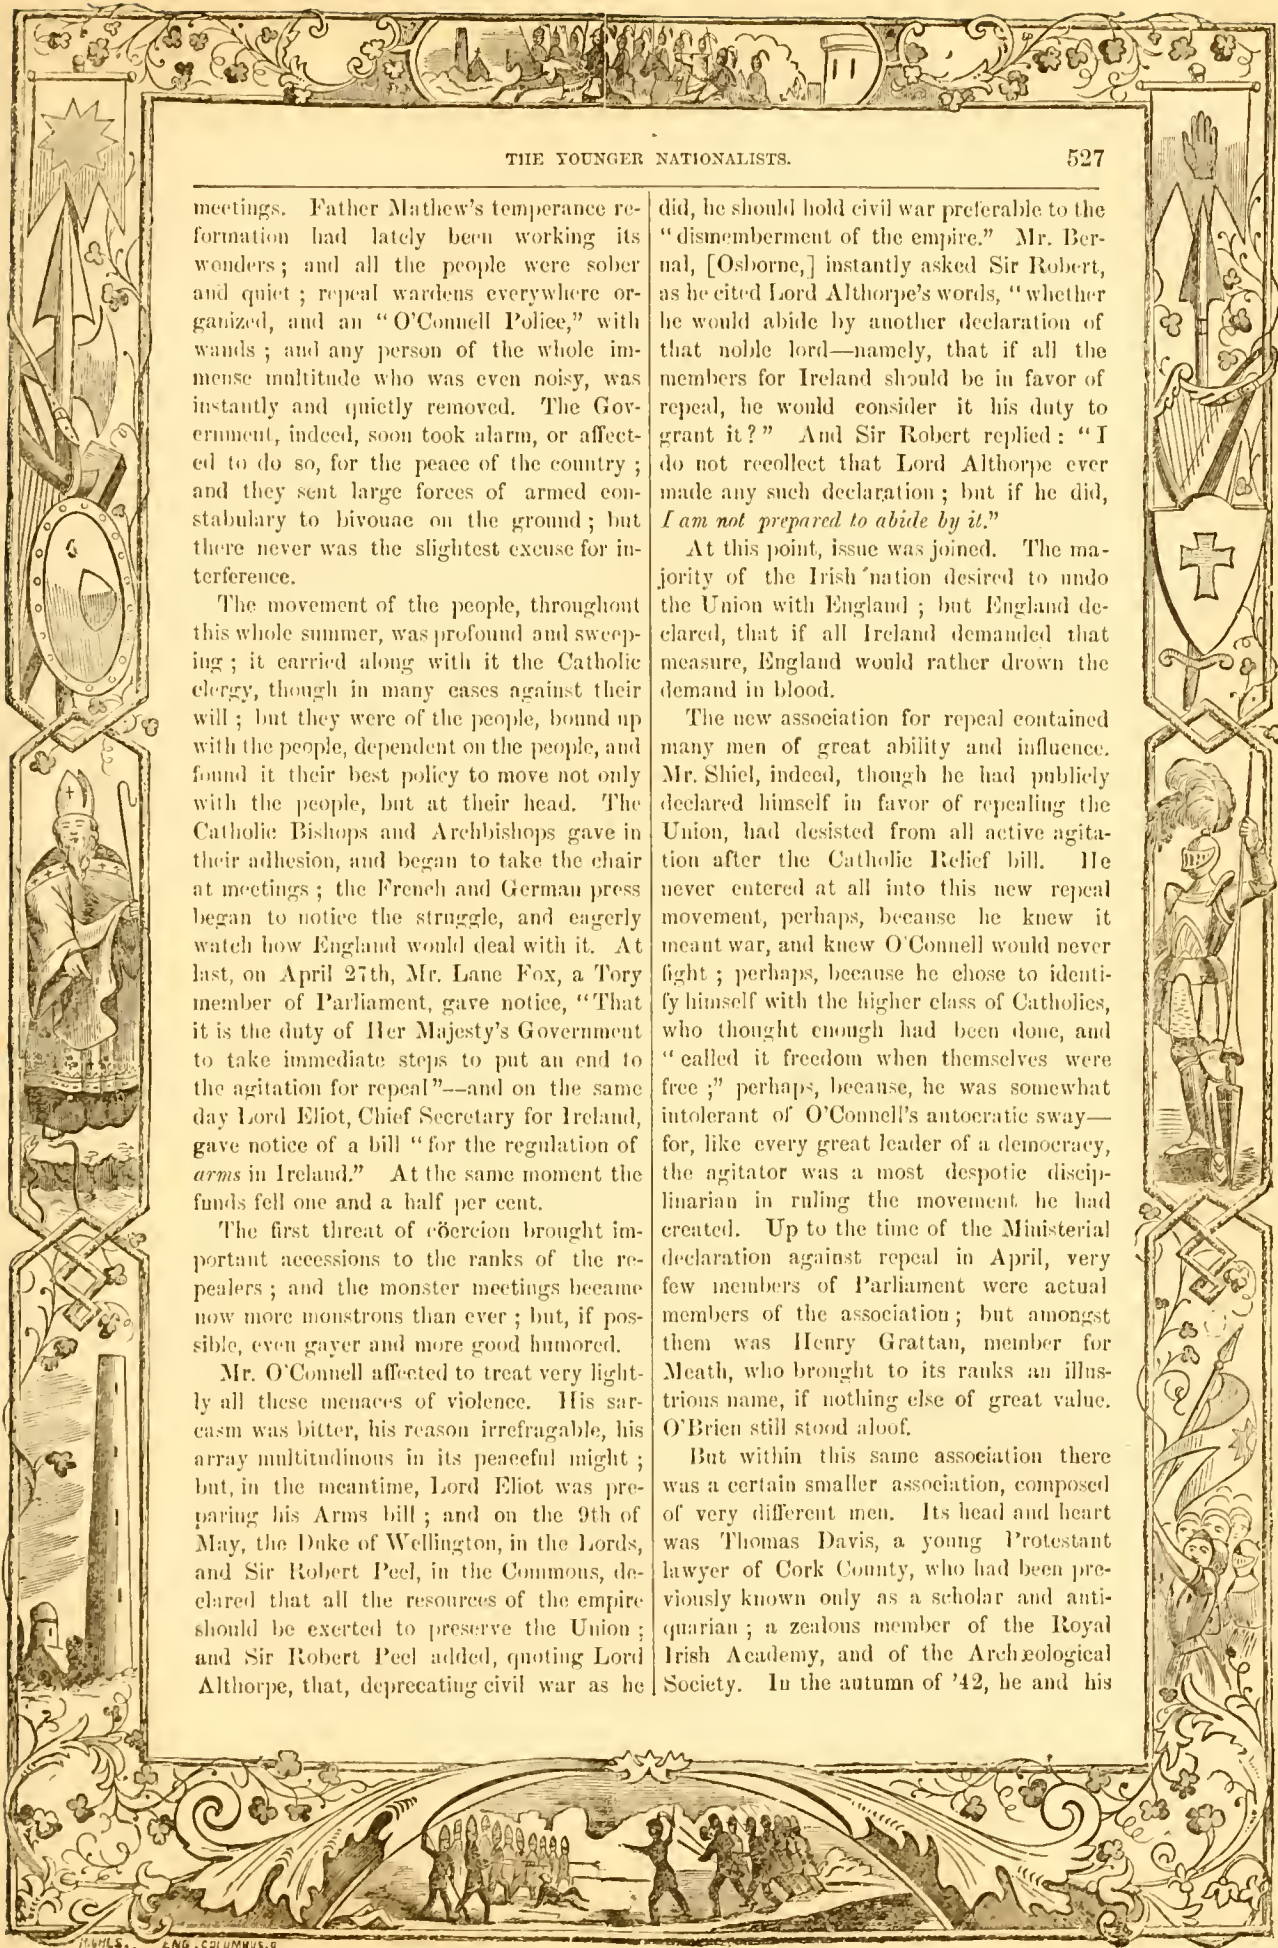 THE YOUNGER NATIONALISTS.
527
meetings. Father Mathew's temperance re-
formation had lately been working its
wonders ; and all the people were sober
and quiet ; repeal wardens everywhere or-
ganized, and an "O'Connell Police," with
wands ; and any person of the whole im-
mense multitude who was even noisy, was
instantly and quietly removed. The Gov-
ernment, indeed, soon took alarm, or affect-
ed to do so, for the peace of the country ;
and they sent large forces of armed con-
stabulary to bivouac on the ground ; but
there never was the slightest excuse for in-
terference.
The movement of the people, throughout
this whole summer, was profound and sweep-
ing ; it carried along with it the Catholic
clergy, though in many cases against their
will ; but they were of the people, bound up
with the people, dependent on the people, and
found it their best policy to move not only
with the people, but at their head. The
Catholic Bishops and Archbishops gave in
their adhesion, and began to take the chair
at meetings ; the French and German press
began to notice the struggle, and eagerly
watch how England would deal with it. At
last, on April 27th, Mr. Lane Fox, a Tory
member of Parliament, gave notice, "That
it is the duty of Her Majesty's Government
to take immediate steps to put an end to
the agitation for repeal"—and on the same
day Lord Eliot, Chief Secretary for Ireland,
gave notice of a bill "for the regulation of
arms in Ireland." At the same moment the
funds fell one and a half per cent.
The first threat of cöercion brought im-
portant accessions to the ranks of the re-
pealers ; and the monster meetings became
now more monstrous than ever ; but, if pos-
sible, even gayer and more good humored.
Mr. O'Connell affected to treat very light-
ly all these menaces of violence. His sar-
casm was bitter, his reason irrefragable, his
array multitudinous in its peaceful might ;
but, in the meantime, Lord Eliot was pre-
paring his Arms bill ; and on the 9th of
May, the Duke of Wellington, in the Lords,
and Sir Robert Peel, in the Commons, de-
clared that all the resources of the empire
should be exerted to preserve the Union ;
and Sir Robert Peel added, quoting Lord
Althorpe, that, deprecating civil war as he
did, he should hold civil war preferable to the
"dismemberment of the empire." Mr. Ber-
nal, [Osborne,] instantly asked Sir Robert,
as he cited Lord Althorpe's words, "whether
he would abide by another declaration of
that noble lord—namely, that if all the
members for Ireland should be in favor of
repeal, he would consider it his duty to
grant it?" And Sir Robert replied : "I
do not recollect that Lord Althorpe ever
made any such declaration ; but if he did,
I am not prepared to abide by it."
At this point, issue was joined. The ma-
jority of the Irish nation desired to undo
the Union with England ; but England de-
clared, that if all Ireland demanded that
measure, England would rather drown the
demand in blood.
The new association for repeal contained
many men of great ability and influence.
Mr. Shiel, indeed, though he had publicly
declared himself in favor of repealing the
Union, had desisted from all active agita-
tion after the Catholic Relief bill. He
never entered at all into this new repeal
movement, perhaps, because he knew it
meant war, and knew O'Connell would never
fight ; perhaps, because he chose to identi-
fy himself with the higher class of Catholics,
who thought enough had been done, and
"called it freedom when themselves were
free ;" perhaps, because, he was somewhat
intolerant of O'Connell's autocratic sway—
for, like every great leader of a democracy,
the agitator was a most despotic discip-
linarian in ruling the movement he had
created. Up to the time of the Ministerial
declaration against repeal in April, very
few members of Parliament were actual
members of the association ; but amongst
them was Henry Grattan, member for
Meath, who brought to its ranks an illus-
trious name, if nothing else of great value.
O'Brien still stood aloof.
But within this same association there
was a certain smaller association, composed
of very different men. Its head and heart
was Thomas Davis, a young Protestant
lawyer of Cork County, who had been pre-
viously known only as a scholar and anti-
quarian ; a zealous member of the Royal
Irish Academy, and of the Archæological
Society. In the autumn of '42, he and his
ENG. COLUMBUS. O